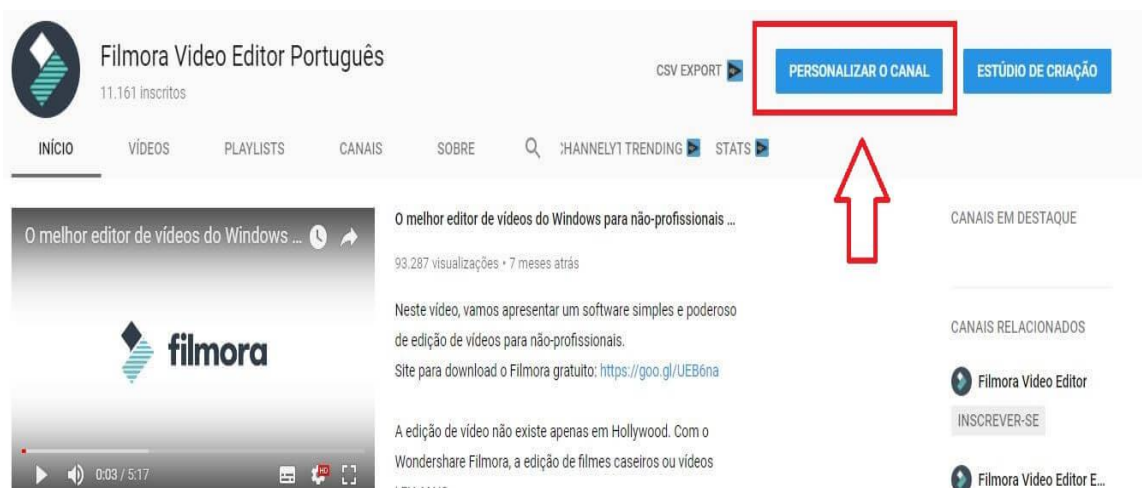 Filmora Video Editor Português
11.161 inscritos
CSV EXPORT
PERSONALIZAR O CANAL
ESTÚDIO DE CRIAÇÃO
INÍCIO
VÍDEOS
PLAYLISTS
CANAIS
SOBRE
CHANNELYT TRENDING
STATS
O melhor editor de vídeos do Windows ...
filmora
0:03 / 5:17
HD
O melhor editor de vídeos do Windows para não-profissionais ...
93.287 visualizações • 7 meses atrás
Neste vídeo, vamos apresentar um software simples e poderoso
de edição de vídeos para não-profissionais.
Site para download o Filmora gratuito: https://goo.gl/UEB6na
A edição de vídeo não existe apenas em Hollywood. Com o
Wondershare Filmora, a edição de filmes caseiros ou vídeos
CANAIS EM DESTAQUE
CANAIS RELACIONADOS
Filmora Video Editor
INSCREVER-SE
Filmora Video Editor E...